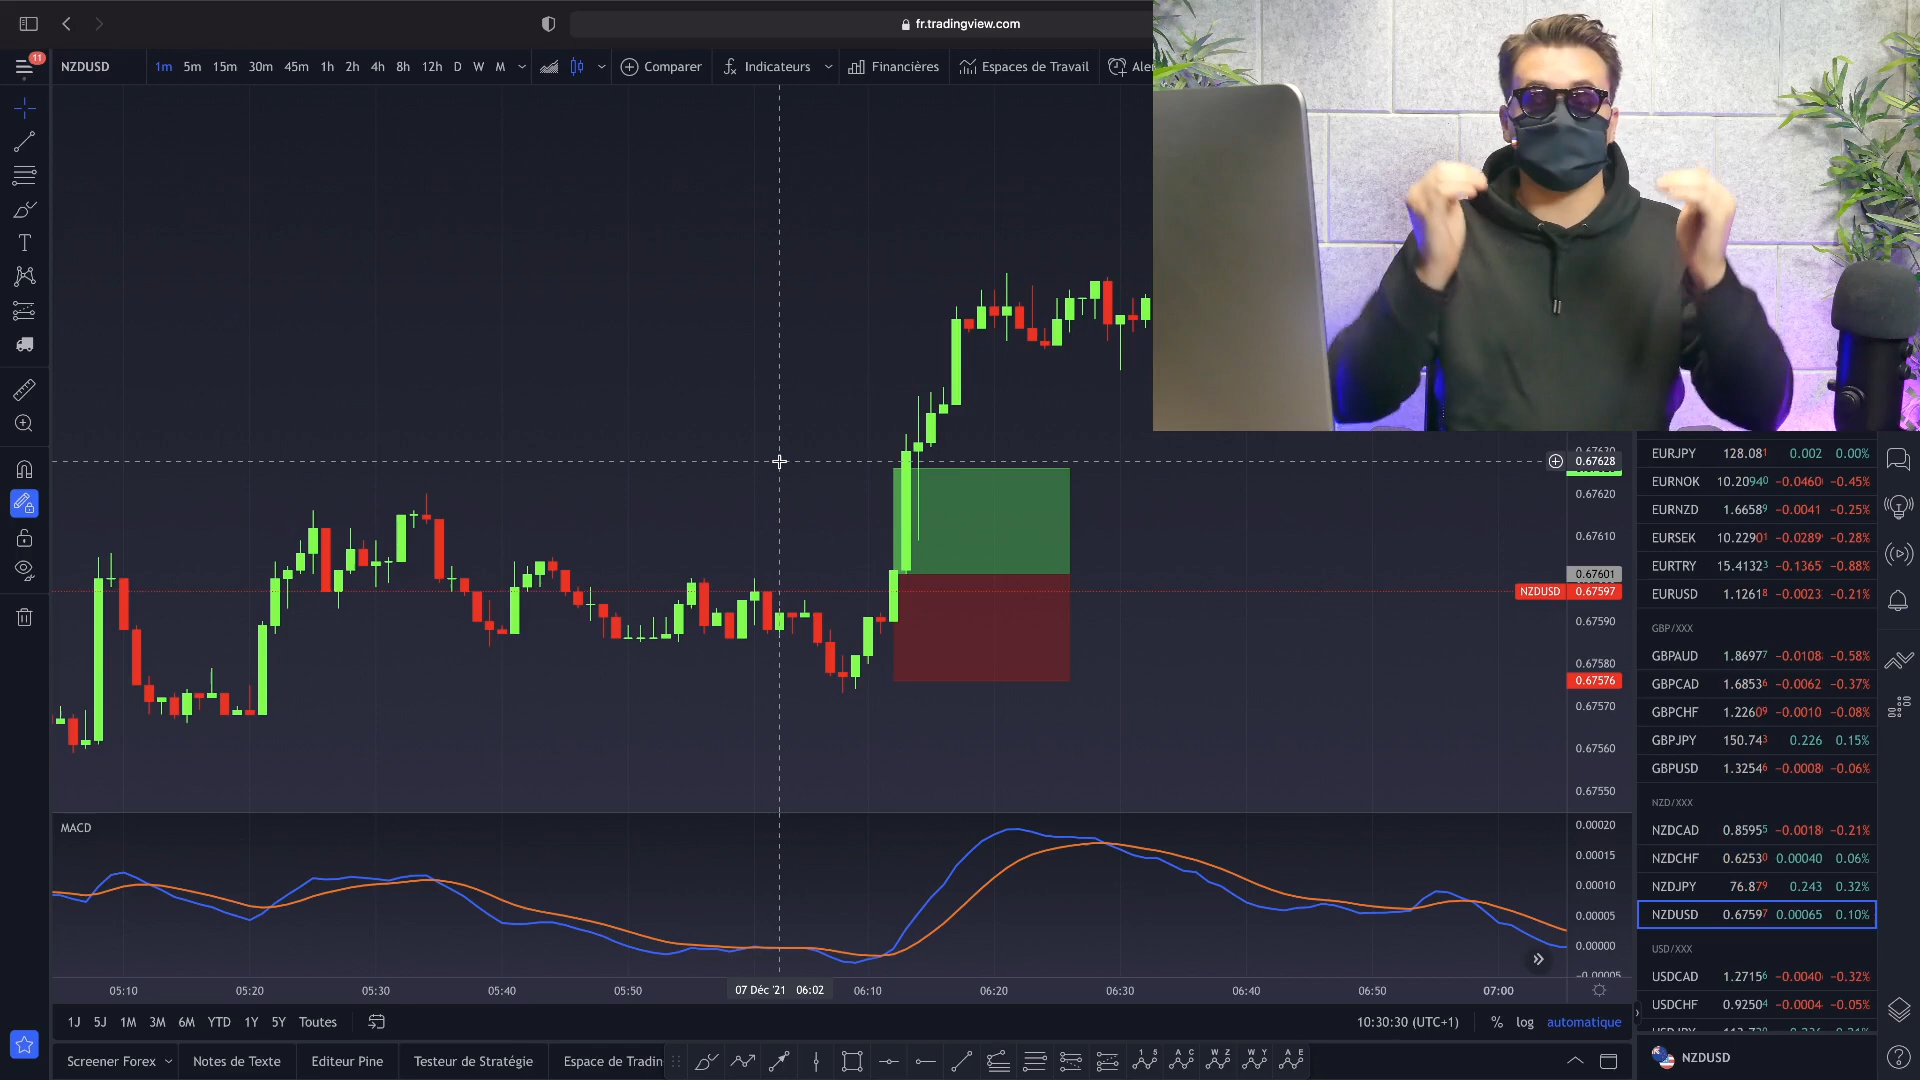 fr.tradingview.com
11
NZDUSD 1m 5m 15m 30m 45m 1h 2h 4h 8h 12h D W M Comparer Indicateurs Financières Espaces de Travail
0.67628
0.67620
0.67610
0.67601
NZDUSD 0.67597
0.67590
0.67580
0.67576
0.67570
0.67560
0.67550
MACD
0.00020
0.00015
0.00010
0.00005
0.00000
-0.00005
05:10 05:20 05:30 05:40 05:50 07 Déc '21 06:02 06:10 06:20 06:30 06:40 06:50 07:00
1J 5J 1M 3M 6M YTD 1Y 5Y Toutes 10:30:30 (UTC+1) % log automatique
Screener Forex Notes de Texte Editeur Pine Testeur de Stratégie Espace de Tradin
EURJPY 128.081 0.002 0.00%
EURNOK 10.20940 -0.0460 -0.45%
EURNZD 1.66589 -0.0041 -0.25%
EURSEK 10.22901 -0.0289 -0.28%
EURTRY 15.41323 -0.1365 -0.88%
EURUSD 1.12618 -0.0023 -0.21%
GBP/XXX
GBPAUD 1.86977 -0.0108 -0.58%
GBPCAD 1.68536 -0.0062 -0.37%
GBPCHF 1.22609 -0.0010 -0.08%
GBPJPY 150.743 0.226 0.15%
GBPUSD 1.32546 -0.0008 -0.06%
NZD/XXX
NZDCAD 0.85955 -0.0018 -0.21%
NZDCHF 0.62530 0.00040 0.06%
NZDJPY 76.879 0.243 0.32%
NZDUSD 0.67597 0.00065 0.10%
USD/XXX
USDCAD 1.27156 -0.0040 -0.32%
USDCHF 0.92504 -0.0004 -0.05%
NZDUSD